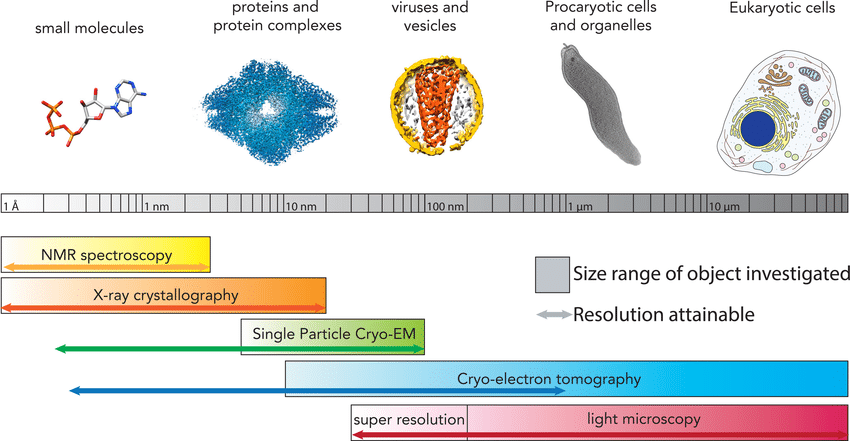 small molecules
proteins and
protein complexes
viruses and
vesicles
Procaryotic cells
and organelles
Eukaryotic cells
1 Å
1 nm
10 nm
100 nm
1 µm
10 µm
NMR spectroscopy
X-ray crystallography
Single Particle Cryo-EM
Cryo-electron tomography
super resolution
light microscopy
Size range of object investigated
Resolution attainable